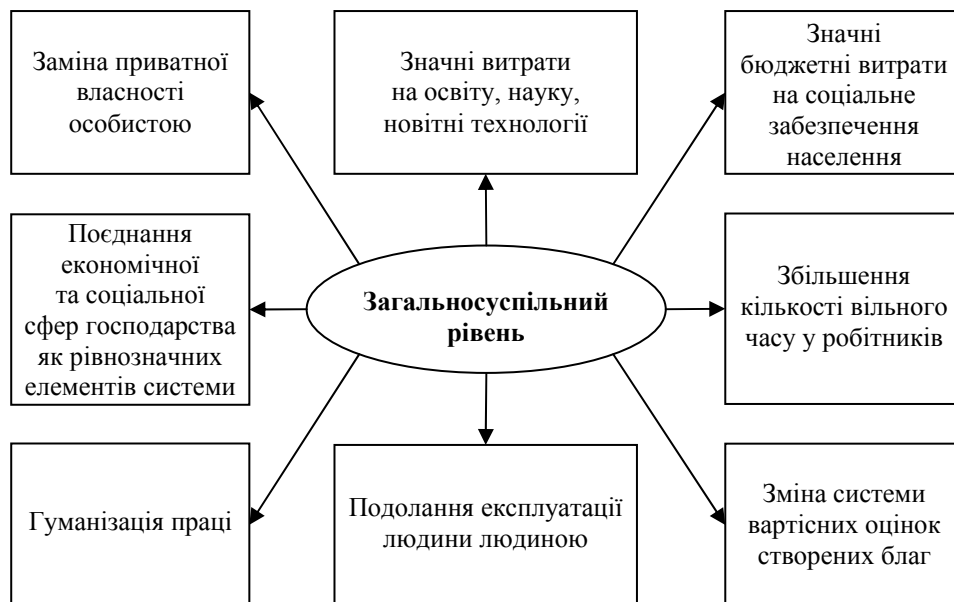 Заміна приватної
власності
особистою
Значні витрати
на освіту, науку,
новітні технології
Значні
бюджетні витрати
на соціальне
забезпечення
населення
Поєднання
економічної
та соціальної
сфер господарства
як рівнозначних
елементів системи
Загальносуспільний
рівень
Збільшення
кількості вільного
часу у робітників
Гуманізація праці
Подолання експлуатації
людини людиною
Зміна системи
вартісних оцінок
створених благ